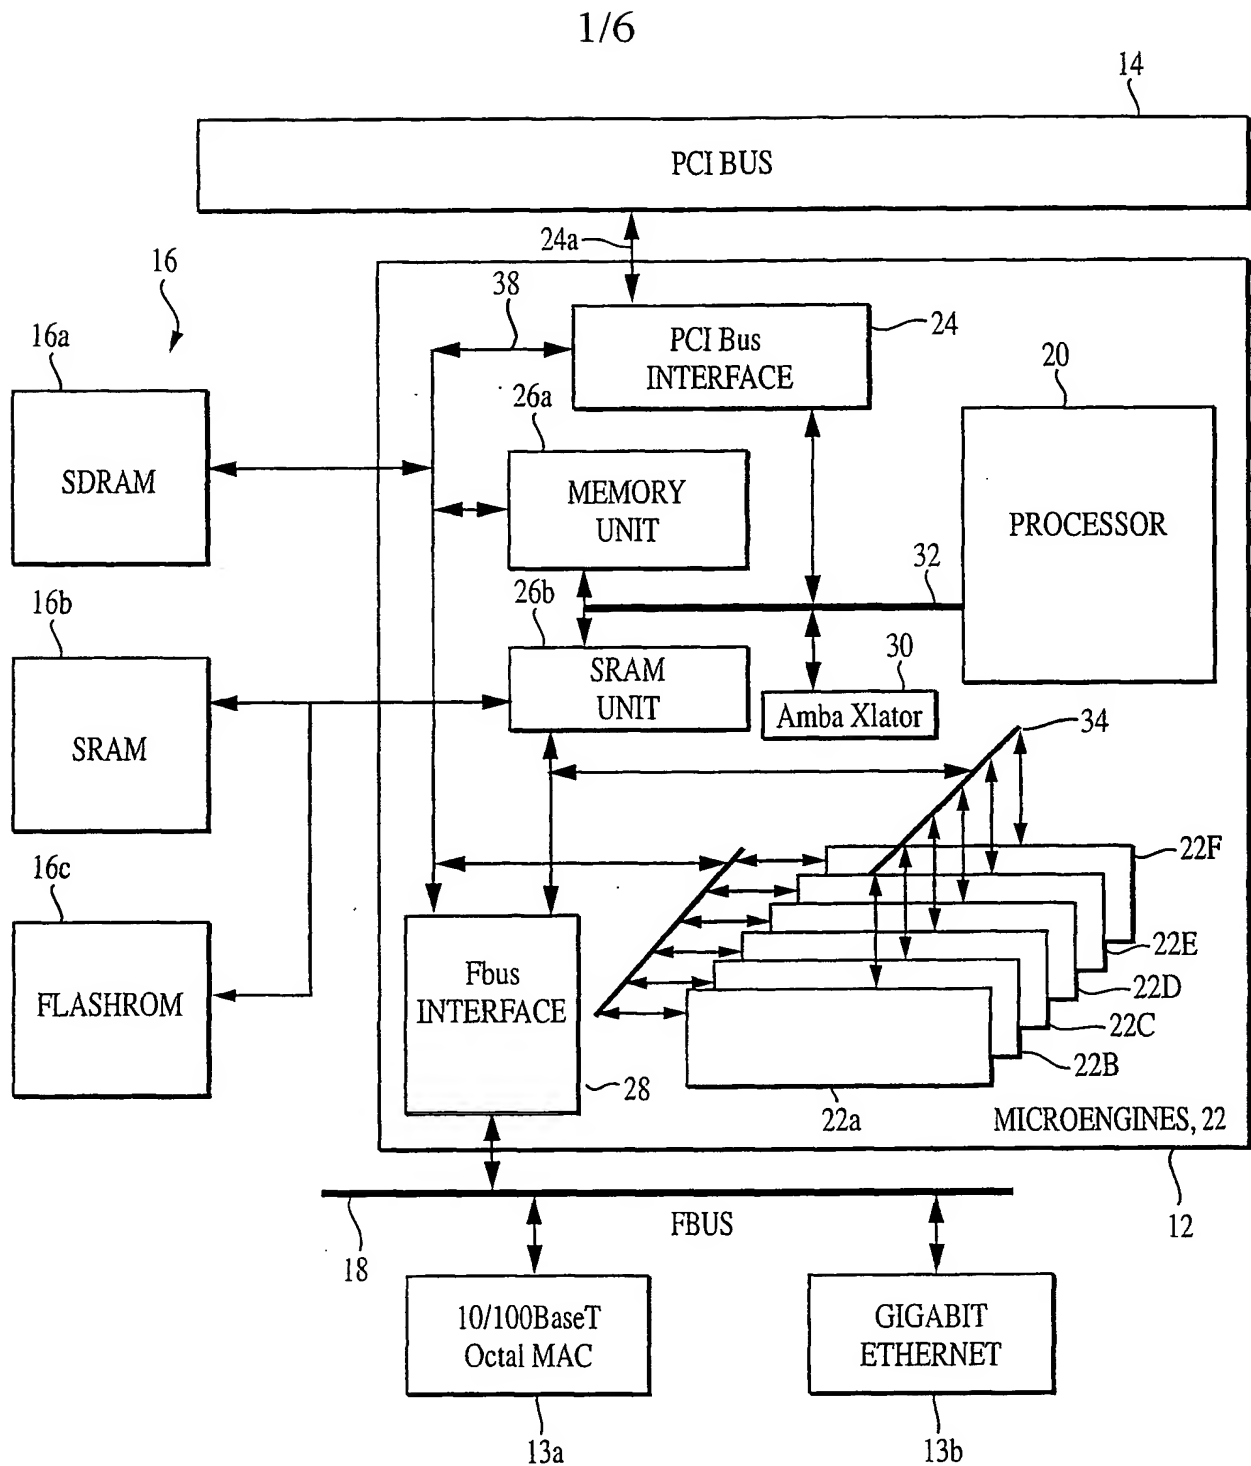 1/6
14
PCI BUS
24a
16
38
PCI Bus
INTERFACE
24
16a
20
26a
SDRAM
MEMORY
UNIT
PROCESSOR
32
26b
16b
SRAM
UNIT
30
Amba Xlator
34
SRAM
22F
16c
22E
Fbus
INTERFACE
22D
FLASHROM
22C
22B
28
22a
MICROENGINES, 22
FBUS
12
18
10/100BaseT
Octal MAC
GIGABIT
ETHERNET
13a
13b